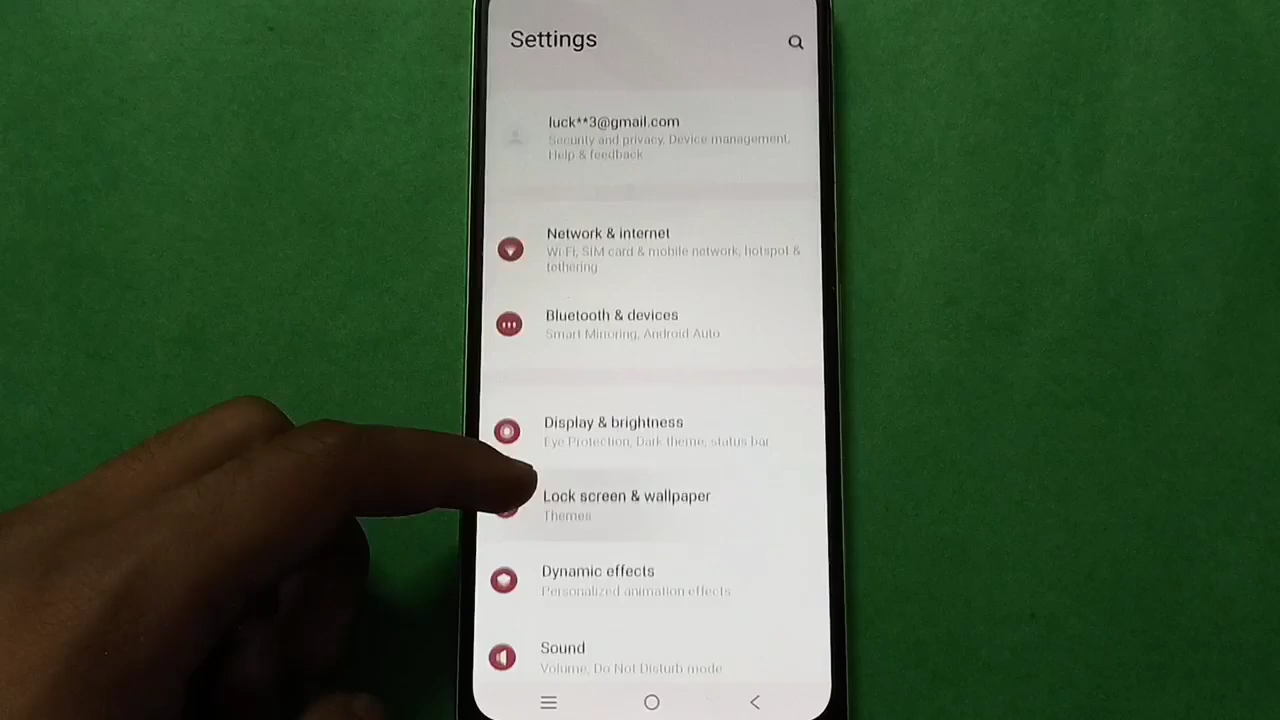 Settings
luck**3@gmail.com
Security and privacy, Device management,
Help & feedback
Network & internet
Wi-Fi, SIM card & mobile network, hotspot &
tethering
Bluetooth & devices
Smart Mirroring, Android Auto
Display & brightness
Eye Protection, Dark theme, status bar
Lock screen & wallpaper
Themes
Dynamic effects
Personalized animation effects
Sound
Volume, Do Not Disturb mode